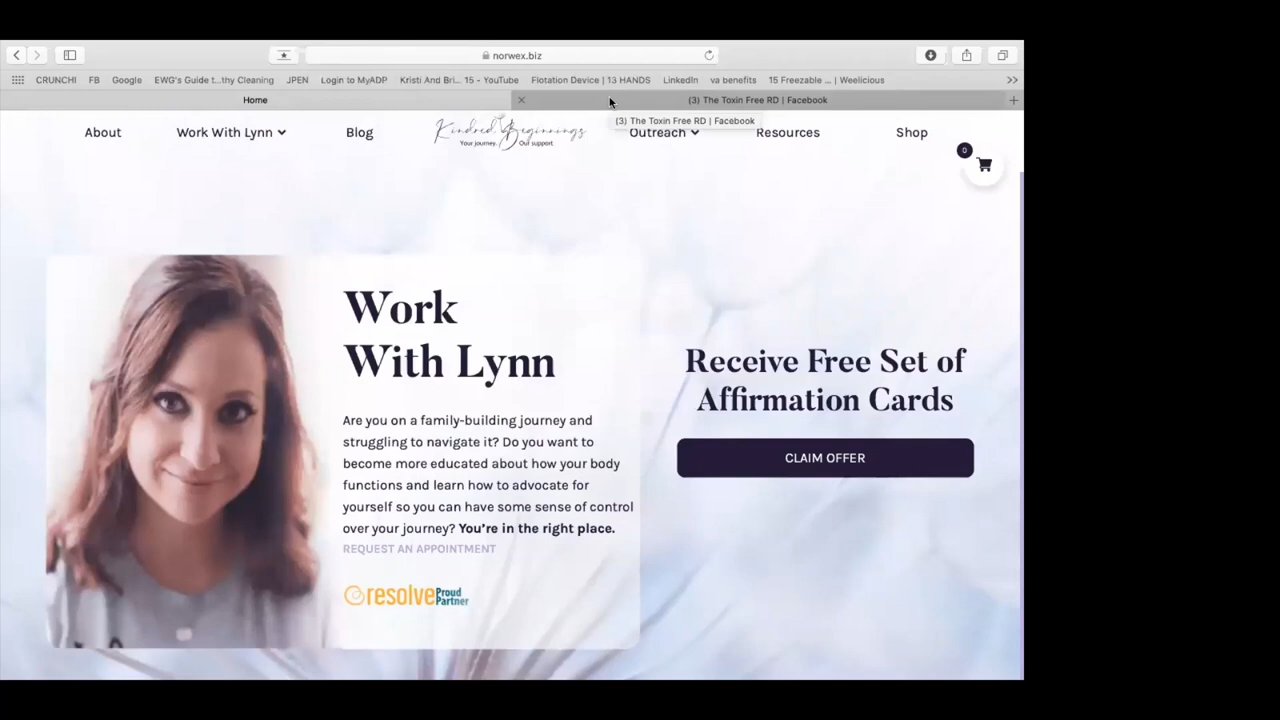 norwex.biz
CRUNCHI FB Google EWG's Guide t...thy Cleaning JPEN Login to MyADP Kristi And Bri... 15 - YouTube Flotation Device | 13 HANDS LinkedIn va benefits 15 Freezable ... | Weelicious
Home
(3) The Toxin Free RD | Facebook
(3) The Toxin Free RD | Facebook
About Work With Lynn Blog Kindred Beginnings Outreach Resources Shop
Your journey. Our support
0
Work
With Lynn
Are you on a family-building journey and
struggling to navigate it? Do you want to
become more educated about how your body
functions and learn how to advocate for
yourself so you can have some sense of control
over your journey? You're in the right place.
REQUEST AN APPOINTMENT
resolve Proud
Partner
Receive Free Set of
Affirmation Cards
CLAIM OFFER